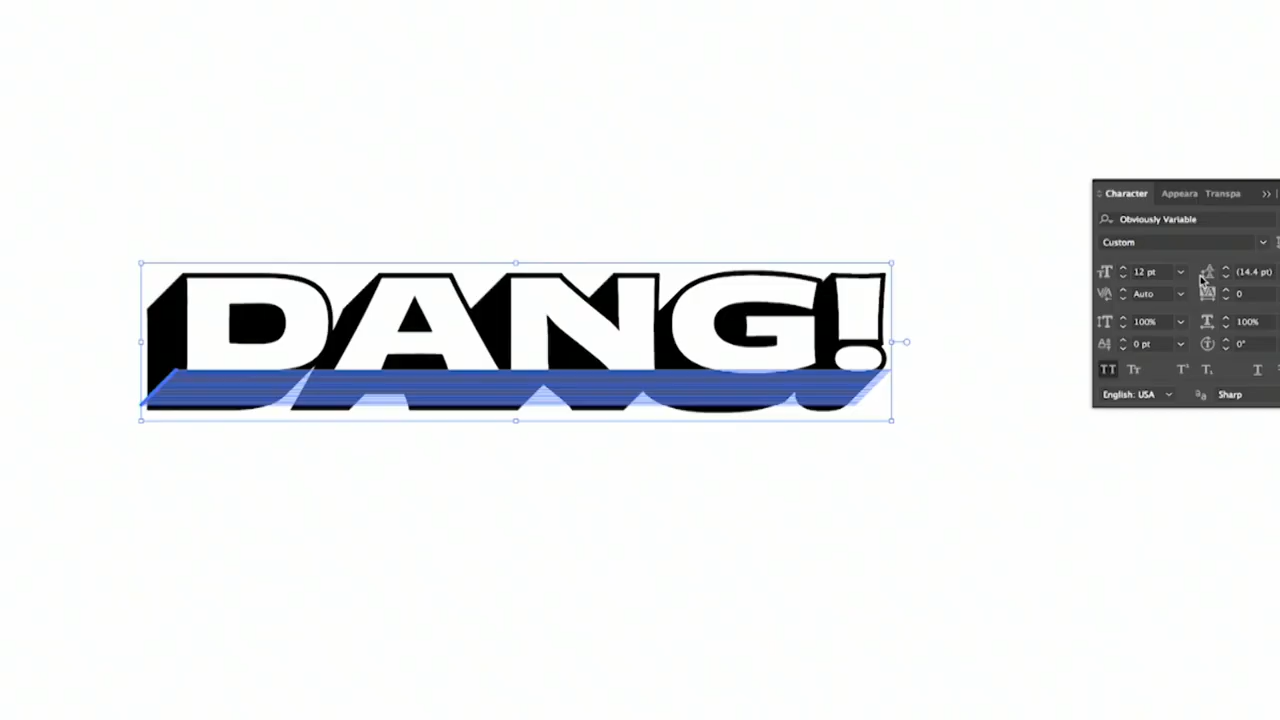 DANG!
Character Appeara Transpa
Obviously Variable
Custom
12 pt (14.4 pt)
Auto 0
100% 100%
0 pt 0°
English: USA Sharp